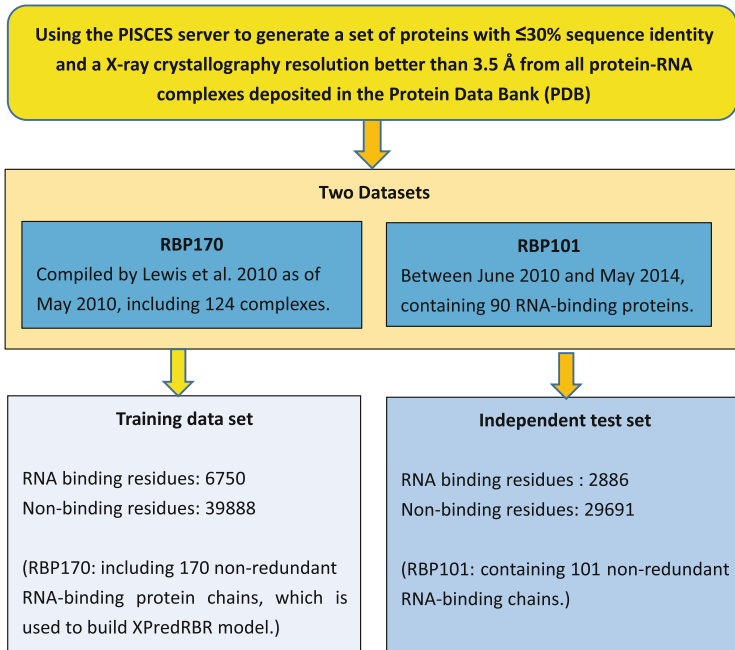 Using the PISCES server to generate a set of proteins with ≤30% sequence identity
and a X-ray crystallography resolution better than 3.5 Å from all protein-RNA
complexes deposited in the Protein Data Bank (PDB)
Two Datasets
RBP170
Compiled by Lewis et al. 2010 as of
May 2010, including 124 complexes.
RBP101
Between June 2010 and May 2014,
containing 90 RNA-binding proteins.
Training data set
RNA binding residues: 6750
Non-binding residues: 39888
(RBP170: including 170 non-redundant
RNA-binding protein chains, which is
used to build XPredRBR model.)
Independent test set
RNA binding residues : 2886
Non-binding residues: 29691
(RBP101: containing 101 non-redundant
RNA-binding chains.)